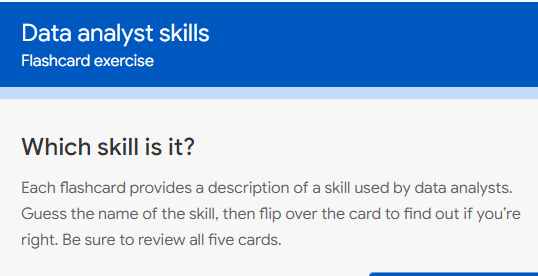 Data analyst skills
Flashcard exercise
Which skill is it?
Each flashcard provides a description of a skill used by data analysts.
Guess the name of the skill, then flip over the card to find out if you’re
right. Be sure to review all five cards.